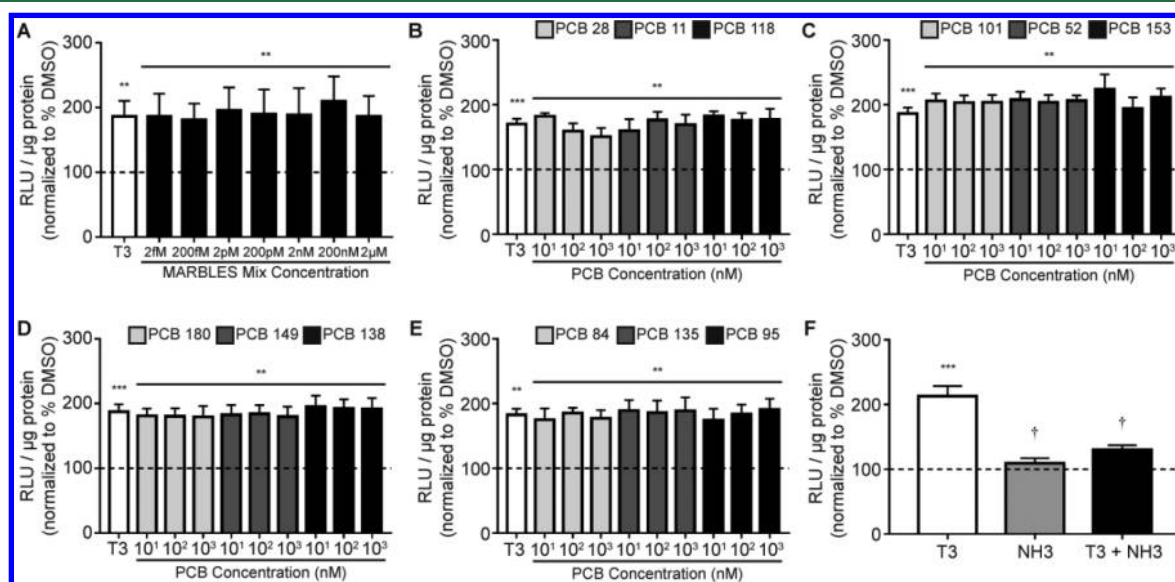 A
RLU / µg protein
(normalized to % DMSO)
300
200
100
0
**
**
T3 2fM 200fM 2pM 200pM 2nM 200nM 2µM
MARBLES Mix Concentration
B
PCB 28 PCB 11 PCB 118
RLU / µg protein
(normalized to % DMSO)
300
200
100
0
***
**
T3 10¹ 10² 10³ 10¹ 10² 10³ 10¹ 10² 10³
PCB Concentration (nM)
C
PCB 101 PCB 52 PCB 153
RLU / µg protein
(normalized to % DMSO)
300
200
100
0
***
**
T3 10¹ 10² 10³ 10¹ 10² 10³ 10¹ 10² 10³
PCB Concentration (nM)
D
PCB 180 PCB 149 PCB 138
RLU / µg protein
(normalized to % DMSO)
300
200
100
0
***
**
T3 10¹ 10² 10³ 10¹ 10² 10³ 10¹ 10² 10³
PCB Concentration (nM)
E
PCB 84 PCB 135 PCB 95
RLU / µg protein
(normalized to % DMSO)
300
200
100
0
**
**
T3 10¹ 10² 10³ 10¹ 10² 10³ 10¹ 10² 10³
PCB Concentration (nM)
F
RLU / µg protein
(normalized to % DMSO)
300
200
100
0
***
† †
T3 NH3 T3 + NH3